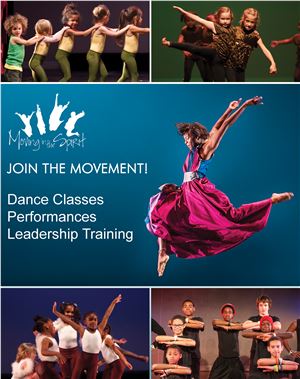 Moving in the Spirit
JOIN THE MOVEMENT!
Dance Classes
Performances
Leadership Training